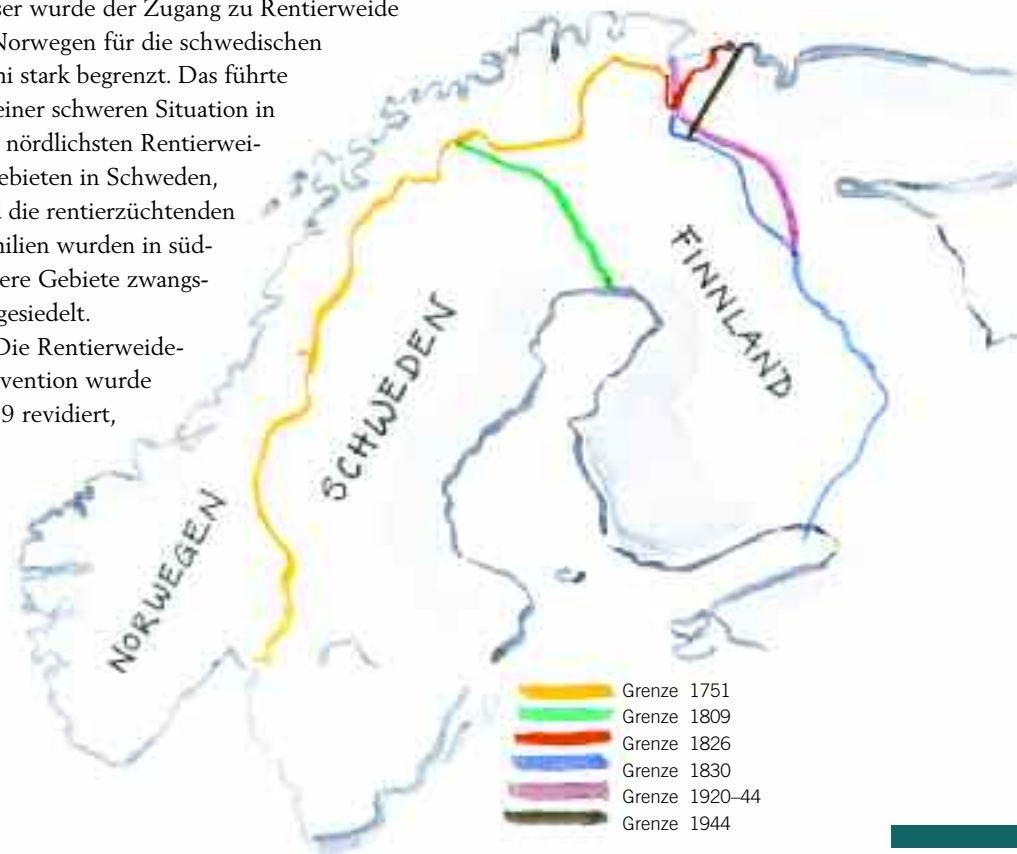 ser wurde der Zugang zu Rentierweide
Norwegen für die schwedischen
ni stark begrenzt. Das führte
einer schweren Situation in
nördlichsten Rentierwei-
ebieten in Schweden,
die rentierzüchtenden
milien wurden in süd-
ere Gebiete zwangs-
gesiedelt.
Die Rentierweide-
vention wurde
9 revidiert,
FINNLAND
SCHWEDEN
NORWEGEN
Grenze 1751
Grenze 1809
Grenze 1826
Grenze 1830
Grenze 1920–44
Grenze 1944